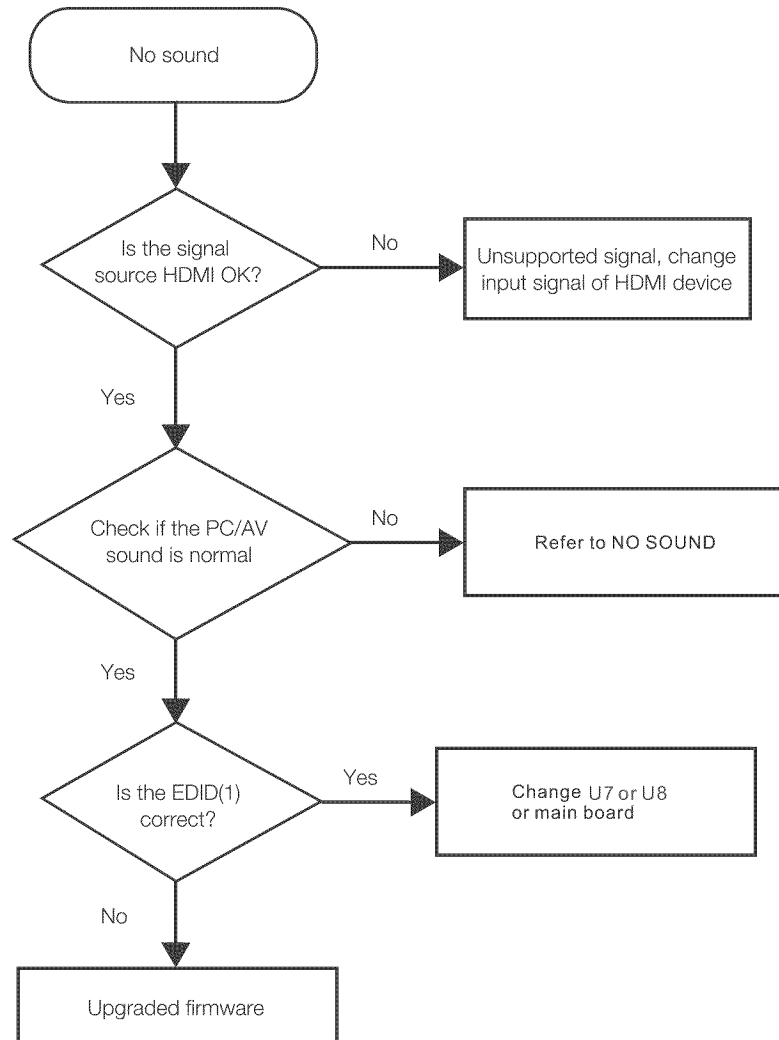 No sound
Is the signal
source HDMI OK?
No
Unsupported signal, change
input signal of HDMI device
Yes
Check if the PC/AV
sound is normal
No
Refer to NO SOUND
Yes
Is the EDID(1)
correct?
Yes
Change U7 or U8
or main board
No
Upgraded firmware